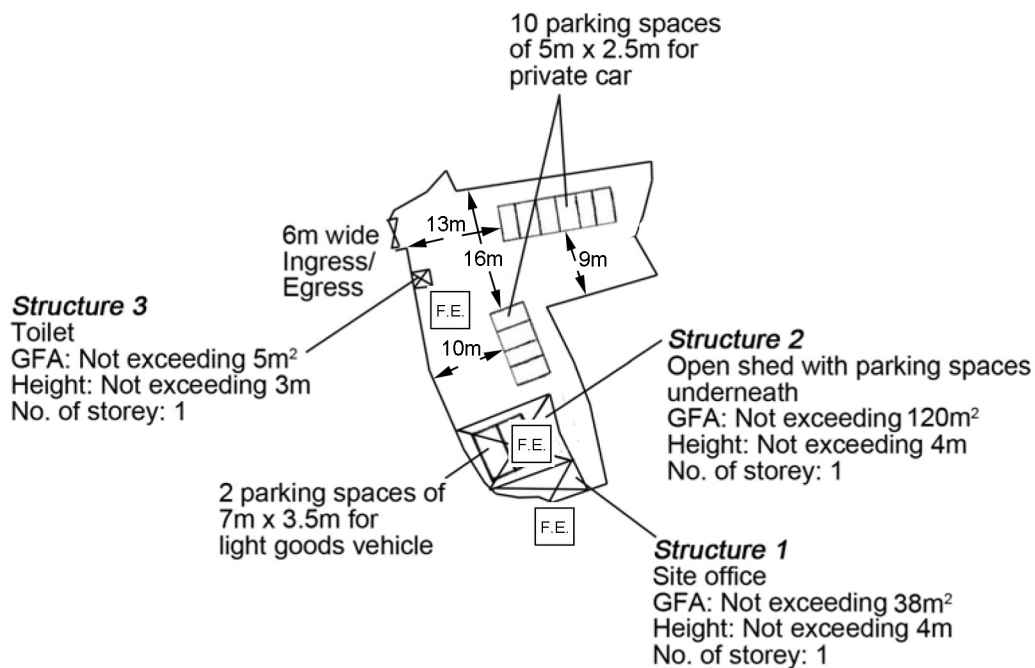 10 parking spaces
of 5m x 2.5m for
private car
13m
6m wide
Ingress/
Egress
16m
9m
Structure 3
Toilet
GFA: Not exceeding 5m²
Height: Not exceeding 3m
No. of storey: 1
F.E.
10m
Structure 2
Open shed with parking spaces
underneath
GFA: Not exceeding 120m²
Height: Not exceeding 4m
No. of storey: 1
F.E.
2 parking spaces of
7m x 3.5m for
light goods vehicle
F.E.
Structure 1
Site office
GFA: Not exceeding 38m²
Height: Not exceeding 4m
No. of storey: 1